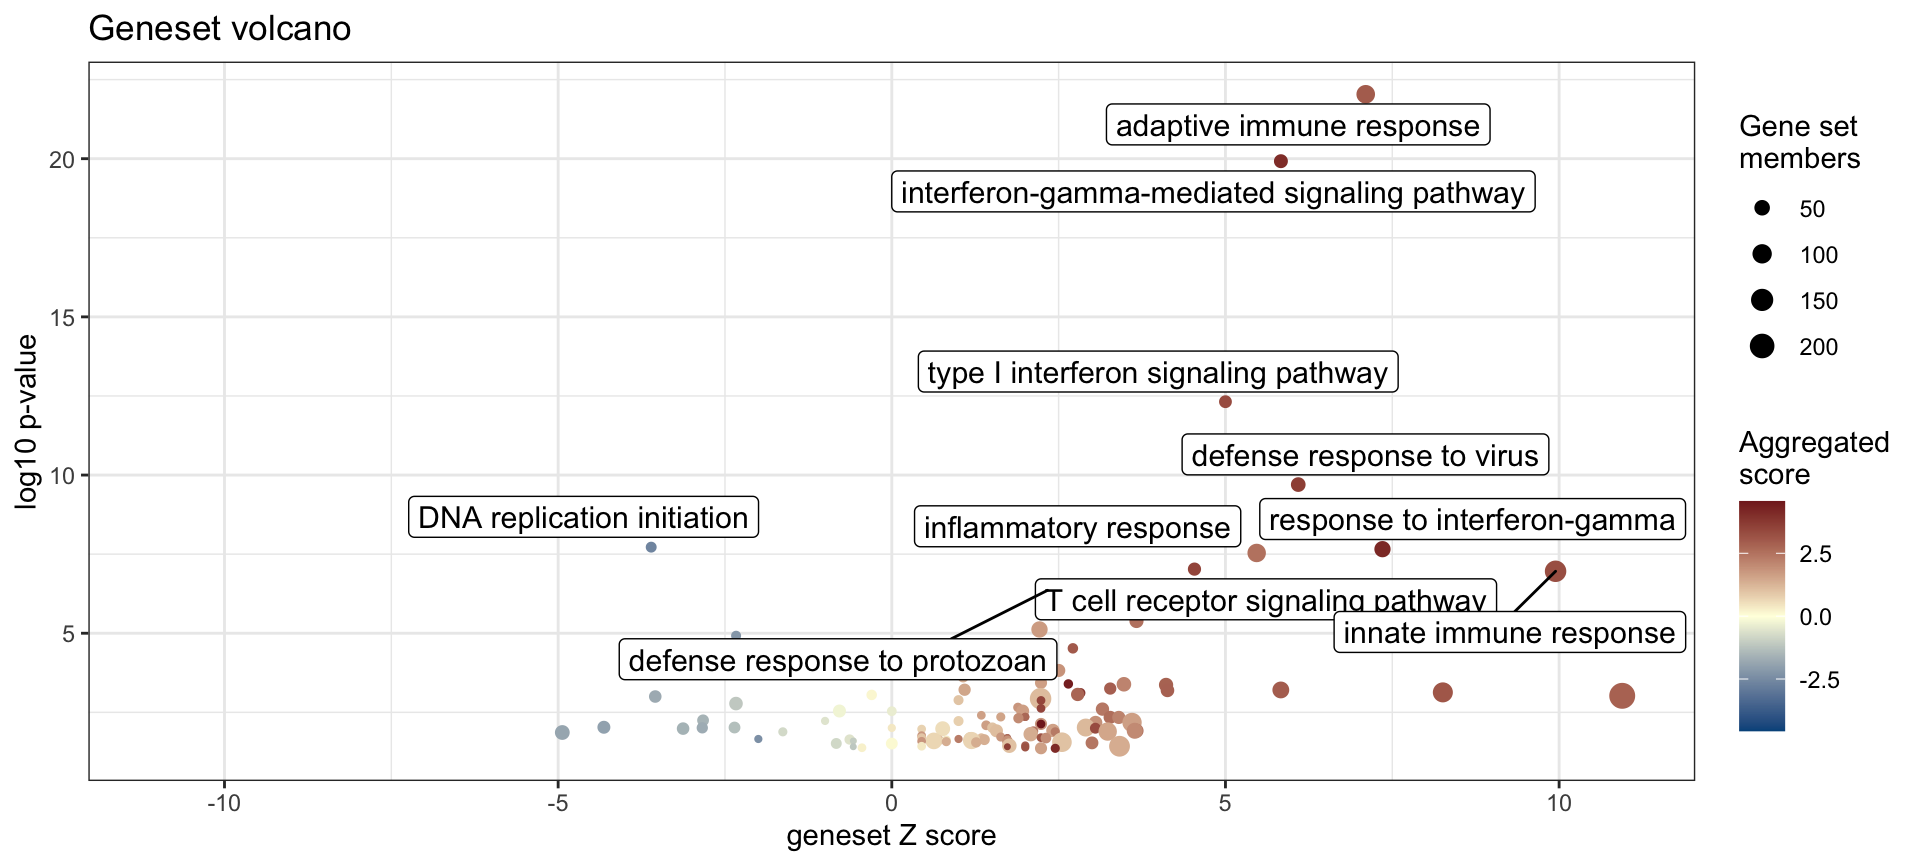 Geneset volcano
adaptive immune response
interferon-gamma-mediated signaling pathway
type I interferon signaling pathway
defense response to virus
DNA replication initiation
inflammatory response
response to interferon-gamma
T cell receptor signaling pathway
innate immune response
defense response to protozoan
log10 p-value
20
15
10
5
-10
-5
0
5
10
geneset Z score
Gene set
members
50
100
150
200
Aggregated
score
2.5
0.0
-2.5